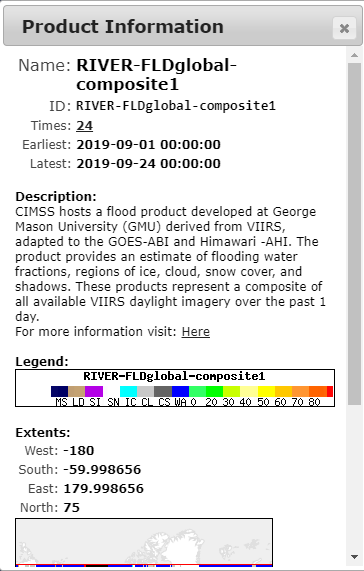 Product Information
Name: RIVER-FLDglobal-
composite1
ID: RIVER-FLDglobal-composite1
Times: 24
Earliest: 2019-09-01 00:00:00
Latest: 2019-09-24 00:00:00
Description:
CIMSS hosts a flood product developed at George
Mason University (GMU) derived from VIIRS,
adapted to the GOES-ABI and Himawari -AHI. The
product provides an estimate of flooding water
fractions, regions of ice, cloud, snow cover, and
shadows. These products represent a composite of
all available VIIRS daylight imagery over the past 1
day.
For more information visit: Here
Legend:
RIVER-FLDglobal-composite1
MS LD SI SN IC CL CS WA 0 20 30 40 50 60 70 80
Extents:
West: -180
South: -59.998656
East: 179.998656
North: 75